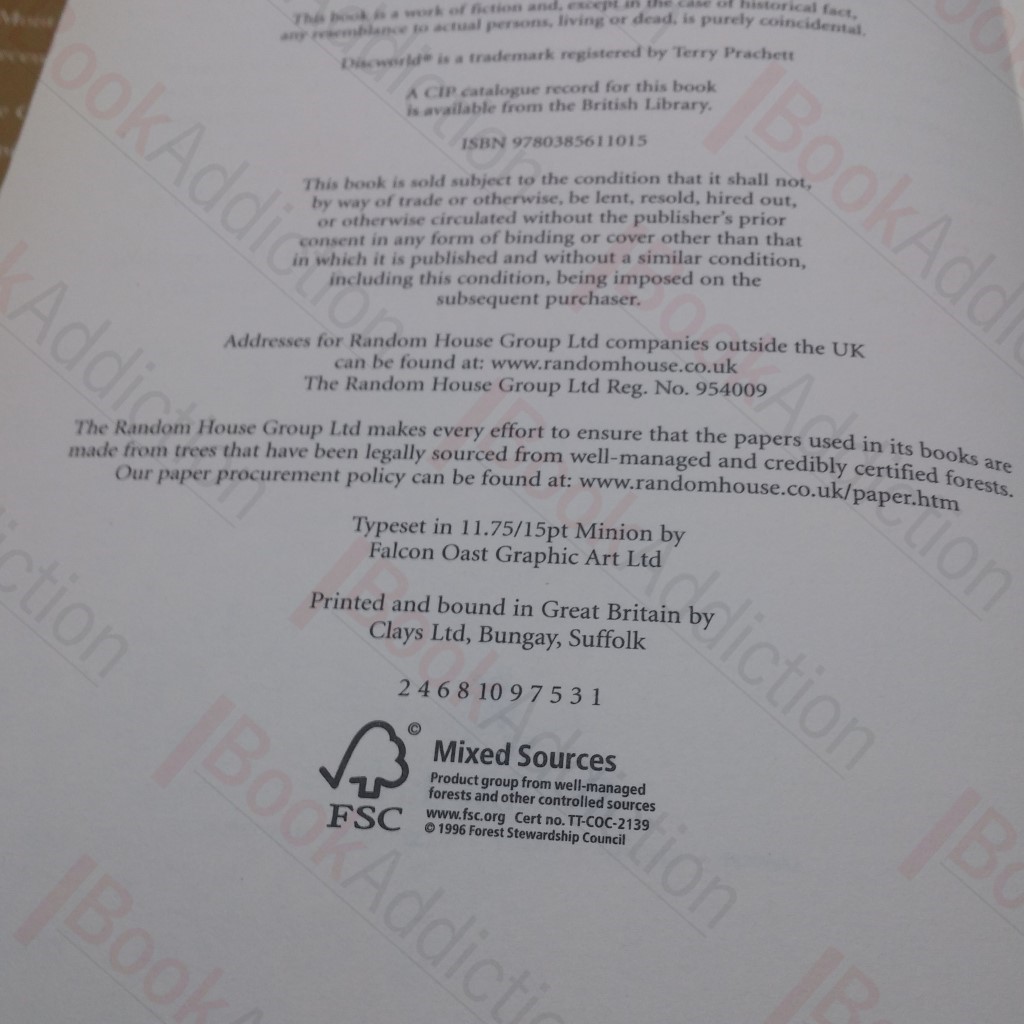 This book is a work of fiction and, except in the case of historical fact,
any resemblance to actual persons, living or dead, is purely coincidental.
Discworld® is a trademark registered by Terry Prachett
A CIP catalogue record for this book
is available from the British Library.
ISBN 9780385611015
This book is sold subject to the condition that it shall not,
by way of trade or otherwise, be lent, resold, hired out,
or otherwise circulated without the publisher's prior
consent in any form of binding or cover other than that
in which it is published and without a similar condition,
including this condition, being imposed on the
subsequent purchaser.
Addresses for Random House Group Ltd companies outside the UK
can be found at: www.randomhouse.co.uk
The Random House Group Ltd Reg. No. 954009
The Random House Group Ltd makes every effort to ensure that the papers used in its books are
made from trees that have been legally sourced from well-managed and credibly certified forests.
Our paper procurement policy can be found at: www.randomhouse.co.uk/paper.htm
Typeset in 11.75/15pt Minion by
Falcon Oast Graphic Art Ltd
Printed and bound in Great Britain by
Clays Ltd, Bungay, Suffolk
2 4 6 8 10 9 7 5 3 1
©
Mixed Sources
Product group from well-managed
forests and other controlled sources
www.fsc.org Cert no. TT-COC-2139
© 1996 Forest Stewardship Council
FSC
BookAddiction